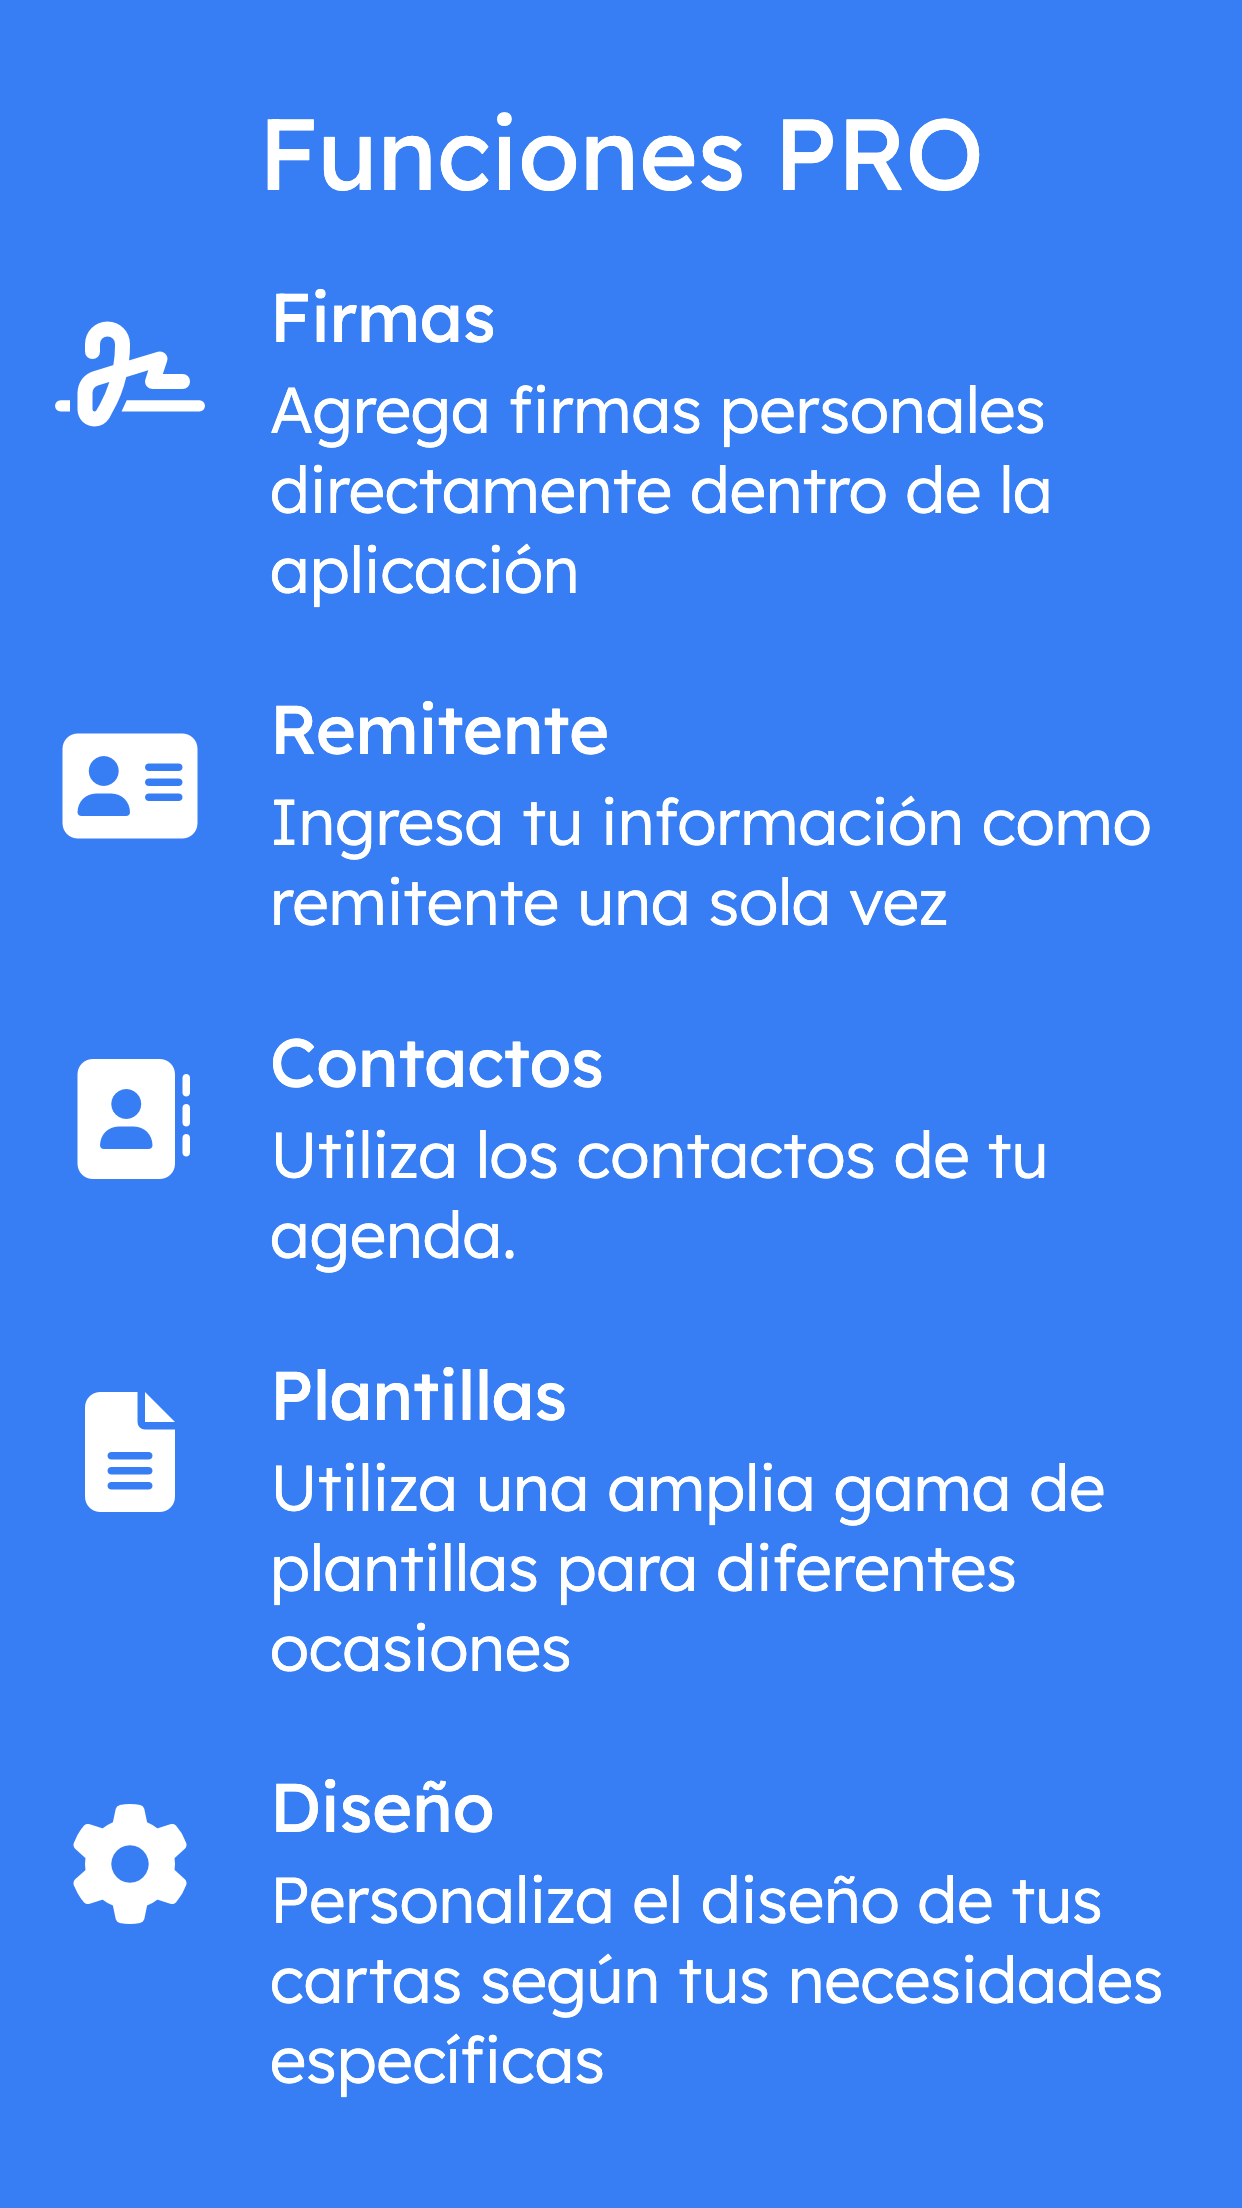 Funciones PRO
Firmas
Agrega firmas personales
directamente dentro de la
aplicación
Remitente
Ingresa tu información como
remitente una sola vez
Contactos
Utiliza los contactos de tu
agenda.
Plantillas
Utiliza una amplia gama de
plantillas para diferentes
ocasiones
Diseño
Personaliza el diseño de tus
cartas según tus necesidades
específicas